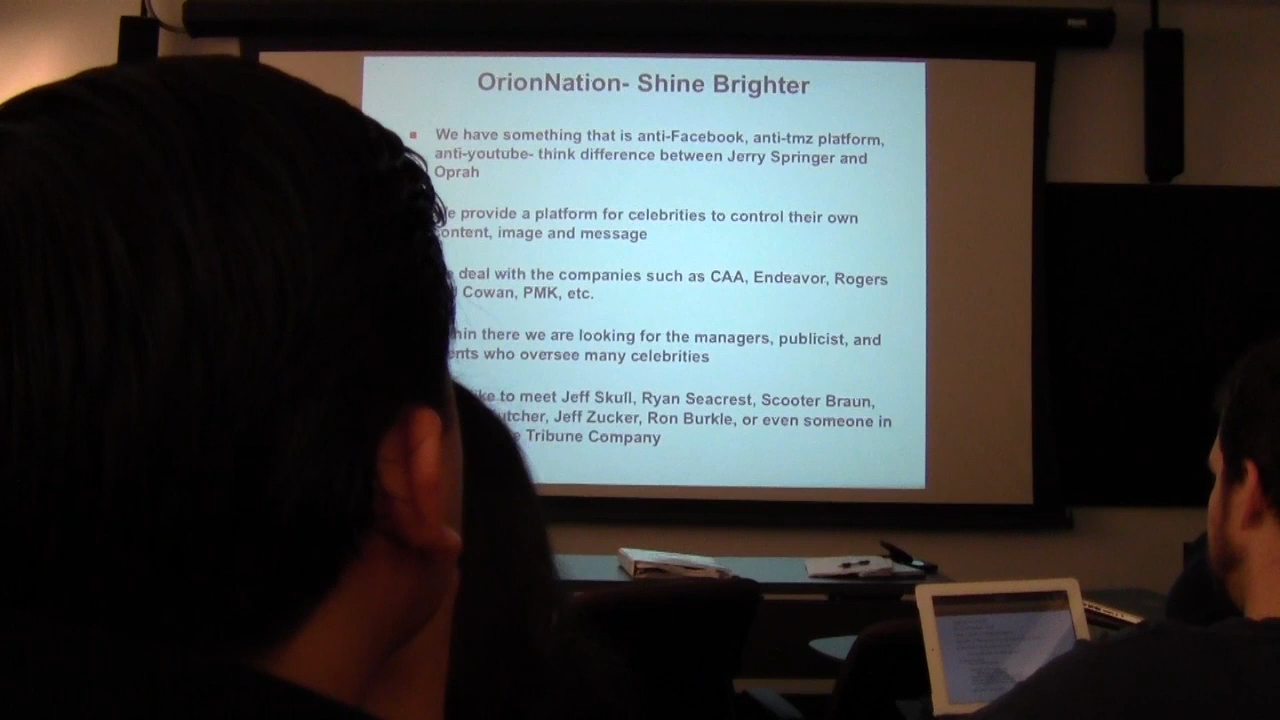 OrionNation- Shine Brighter
We have something that is anti-Facebook, anti-tmz platform,
anti-youtube- think difference between Jerry Springer and
Oprah
provide a platform for celebrities to control their own
content, image and message
deal with the companies such as CAA, Endeavor, Rogers
Cowan, PMK, etc.
there we are looking for the managers, publicist, and
who oversee many celebrities
to meet Jeff Skull, Ryan Seacrest, Scooter Braun,
Jeff Zucker, Ron Burkle, or even someone in
Tribune Company